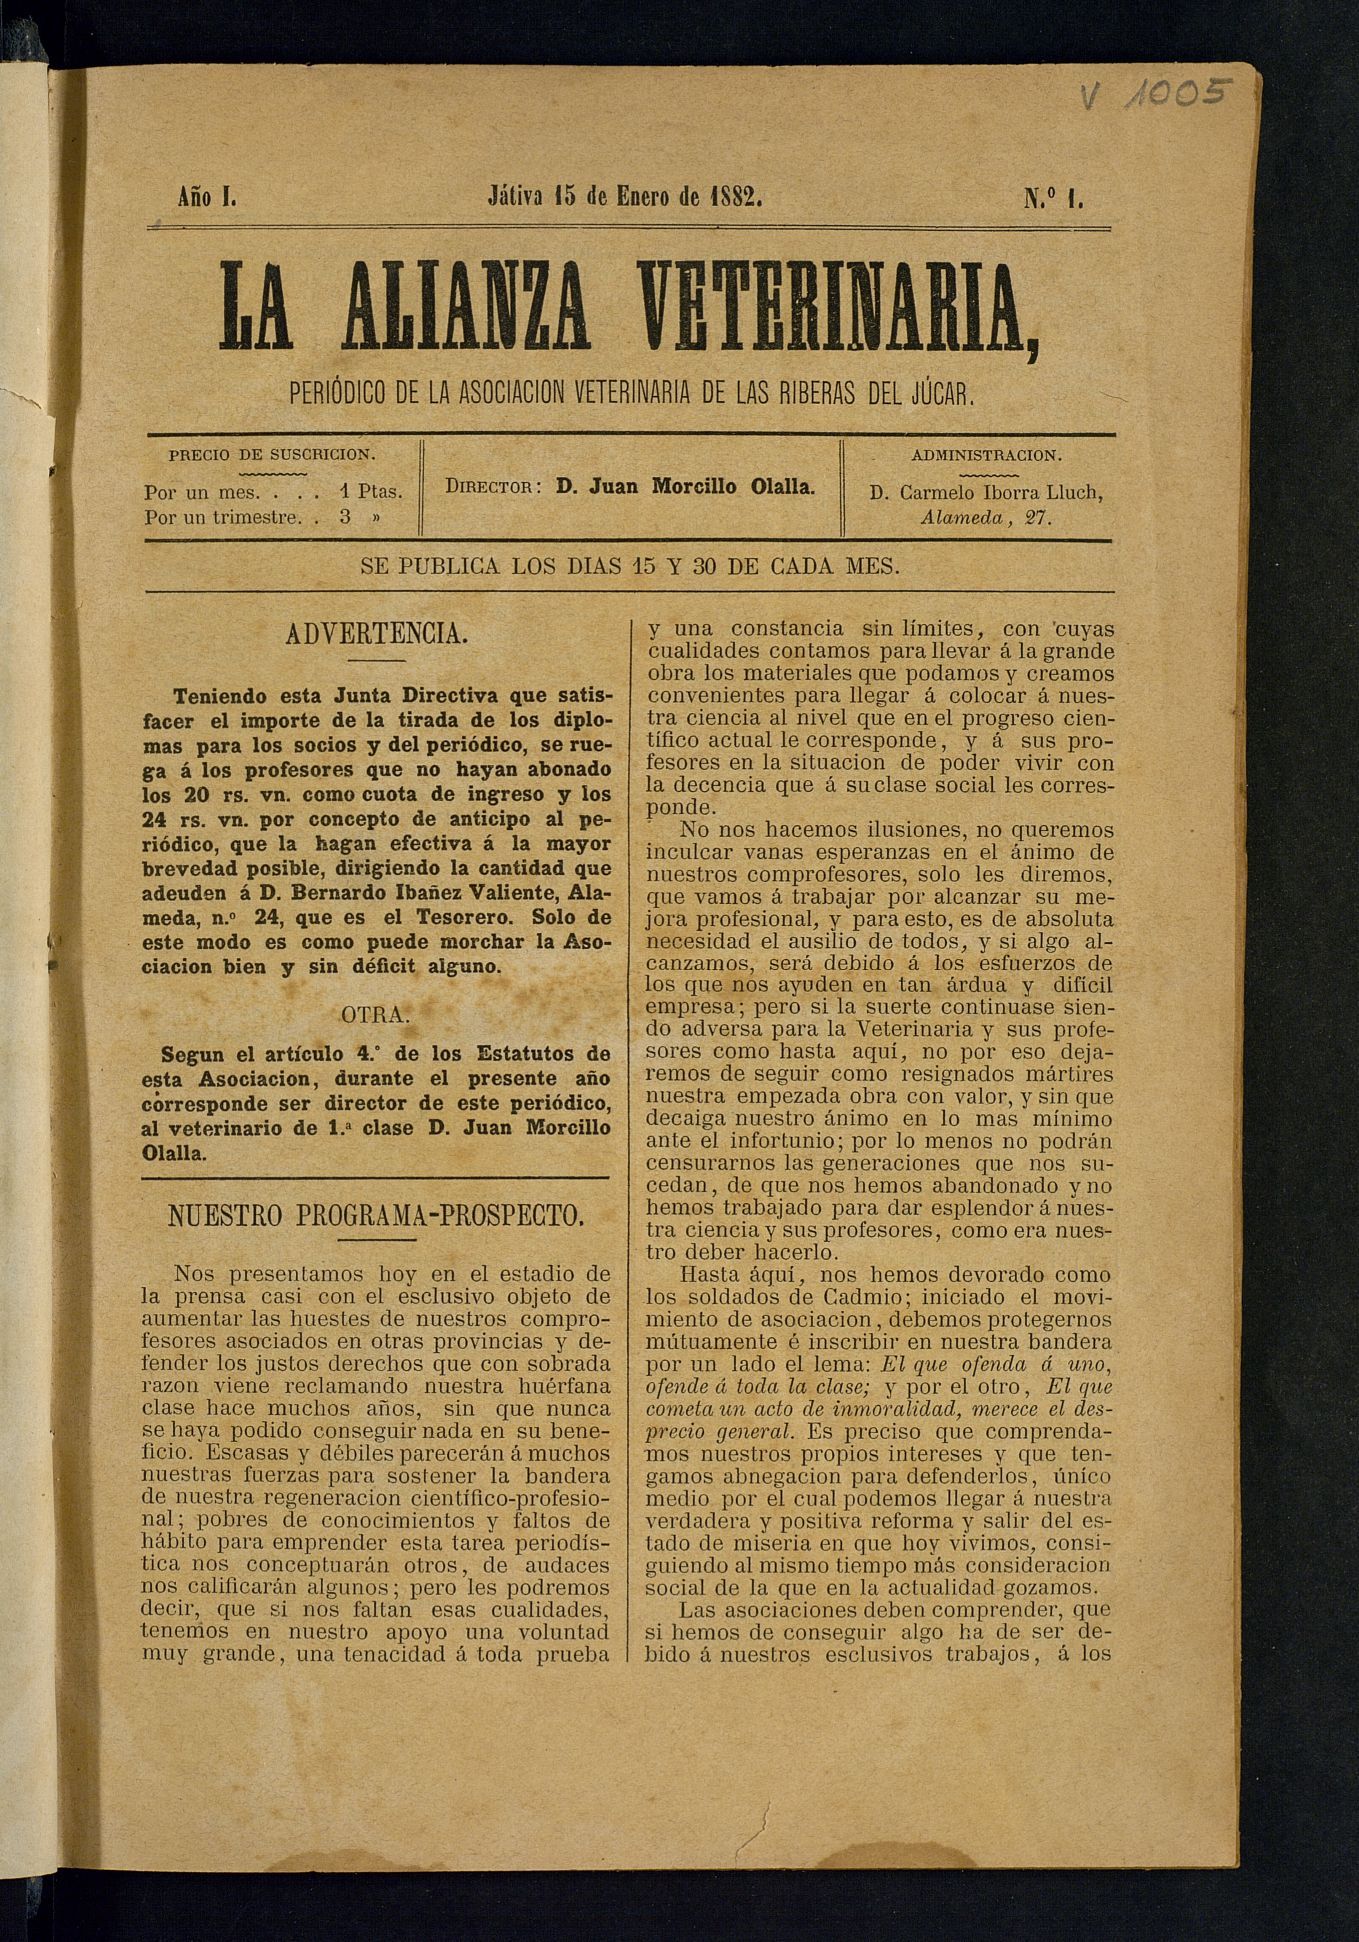 V 1005
Año I.
Játiva 15 de Enero de 1882.
N.º 1.
LA ALIANZA VETERINARIA,
PERIÓDICO DE LA ASOCIACION VETERINARIA DE LAS RIBERAS DEL JÚCAR.
PRECIO DE SUSCRICION.
Por un mes. . . . 1 Ptas.
Por un trimestre. . 3 »
DIRECTOR: D. Juan Morcillo Olalla.
ADMINISTRACION.
D. Carmelo Iborra Lluch,
Alameda, 27.
SE PUBLICA LOS DIAS 15 Y 30 DE CADA MES.
ADVERTENCIA.
Teniendo esta Junta Directiva que satis-
facer el importe de la tirada de los diplo-
mas para los socios y del periódico, se rue-
ga á los profesores que no hayan abonado
los 20 rs. vn. como cuota de ingreso y los
24 rs. vn. por concepto de anticipo al pe-
riódico, que la hagan efectiva á la mayor
brevedad posible, dirigiendo la cantidad que
adeuden á D. Bernardo Ibañez Valiente, Ala-
meda, n.º 24, que es el Tesorero. Solo de
este modo es como puede morchar la Aso-
ciacion bien y sin déficit alguno.
OTRA.
Segun el artículo 4.º de los Estatutos de
esta Asociacion, durante el presente año
corresponde ser director de este periódico,
al veterinario de 1.ª clase D. Juan Morcillo
Olalla.
NUESTRO PROGRAMA-PROSPECTO.
Nos presentamos hoy en el estadio de
la prensa casi con el esclusivo objeto de
aumentar las huestes de nuestros compro-
fesores asociados en otras provincias y de-
fender los justos derechos que con sobrada
razon viene reclamando nuestra huérfana
clase hace muchos años, sin que nunca
se haya podido conseguir nada en su bene-
ficio. Escasas y débiles parecerán á muchos
nuestras fuerzas para sostener la bandera
de nuestra regeneracion científico-profesio-
nal; pobres de conocimientos y faltos de
hábito para emprender esta tarea periodís-
tica nos conceptuarán otros, de audaces
nos calificarán algunos; pero les podremos
decir, que si nos faltan esas cualidades,
tenemos en nuestro apoyo una voluntad
muy grande, una tenacidad á toda prueba
y una constancia sin límites, con cuyas
cualidades contamos para llevar á la grande
obra los materiales que podamos y creamos
convenientes para llegar á colocar á nues-
tra ciencia al nivel que en el progreso cien-
tífico actual le corresponde, y á sus pro-
fesores en la situacion de poder vivir con
la decencia que á su clase social les corres-
ponde.
No nos hacemos ilusiones, no queremos
inculcar vanas esperanzas en el ánimo de
nuestros comprofesores, solo les diremos,
que vamos á trabajar por alcanzar su me-
jora profesional, y para esto, es de absoluta
necesidad el ausilio de todos, y si algo al-
canzamos, será debido á los esfuerzos de
los que nos ayuden en tan árdua y difícil
empresa; pero si la suerte continuase sien-
do adversa para la Veterinaria y sus profe-
sores como hasta aquí, no por eso deja-
remos de seguir como resignados mártires
nuestra empezada obra con valor, y sin que
decaiga nuestro ánimo en lo mas mínimo
ante el infortunio; por lo menos no podrán
censurarnos las generaciones que nos su-
cedan, de que nos hemos abandonado y no
hemos trabajado para dar esplendor á nues-
tra ciencia y sus profesores, como era nues-
tro deber hacerlo.
Hasta áquí, nos hemos devorado como
los soldados de Cadmio; iniciado el movi-
miento de asociacion, debemos protegernos
mútuamente é inscribir en nuestra bandera
por un lado el lema: El que ofenda á uno,
ofende á toda la clase; y por el otro, El que
cometa un acto de inmoralidad, merece el des-
precio general. Es preciso que comprenda-
mos nuestros propios intereses y que ten-
gamos abnegacion para defenderlos, único
medio por el cual podemos llegar á nuestra
verdadera y positiva reforma y salir del es-
tado de miseria en que hoy vivimos, consi-
guiendo al mismo tiempo más consideracion
social de la que en la actualidad gozamos.
Las asociaciones deben comprender, que
si hemos de conseguir algo ha de ser de-
bido á nuestros esclusivos trabajos, á los